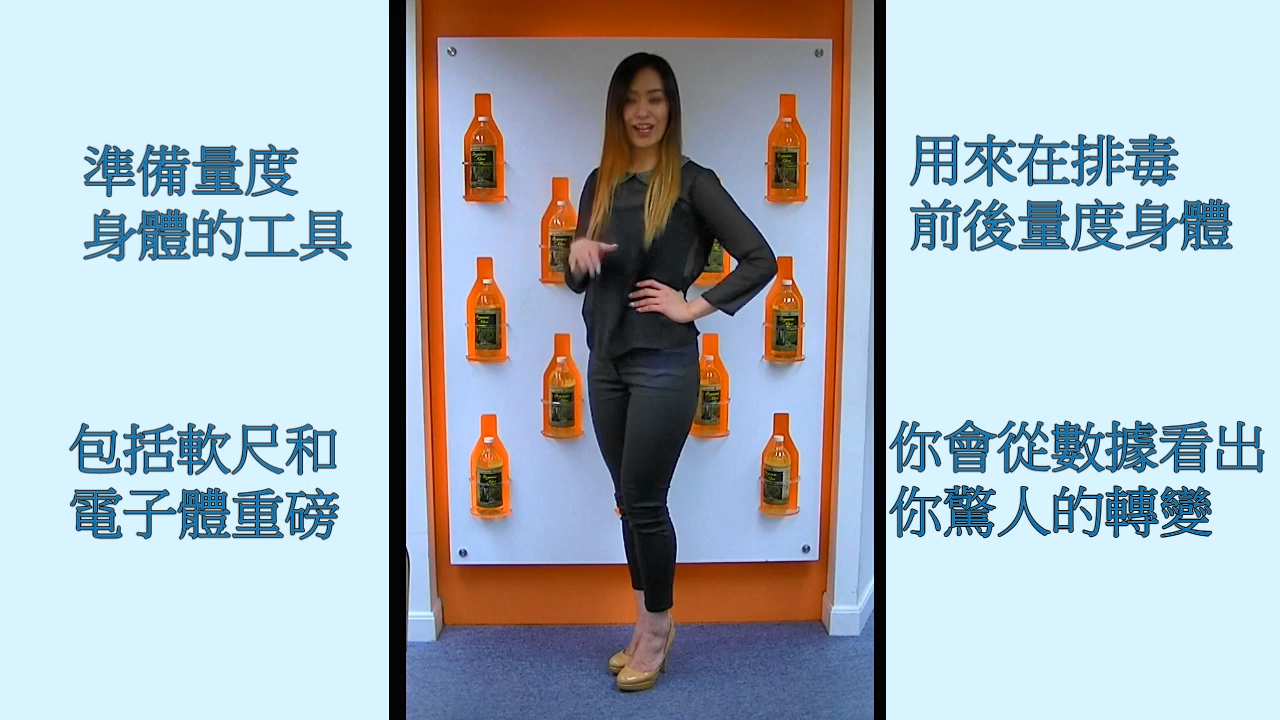 準備量度
身體的工具
包括軟尺和
電子體重磅
用來在排毒
前後量度身體
你會從數據看出
你驚人的轉變